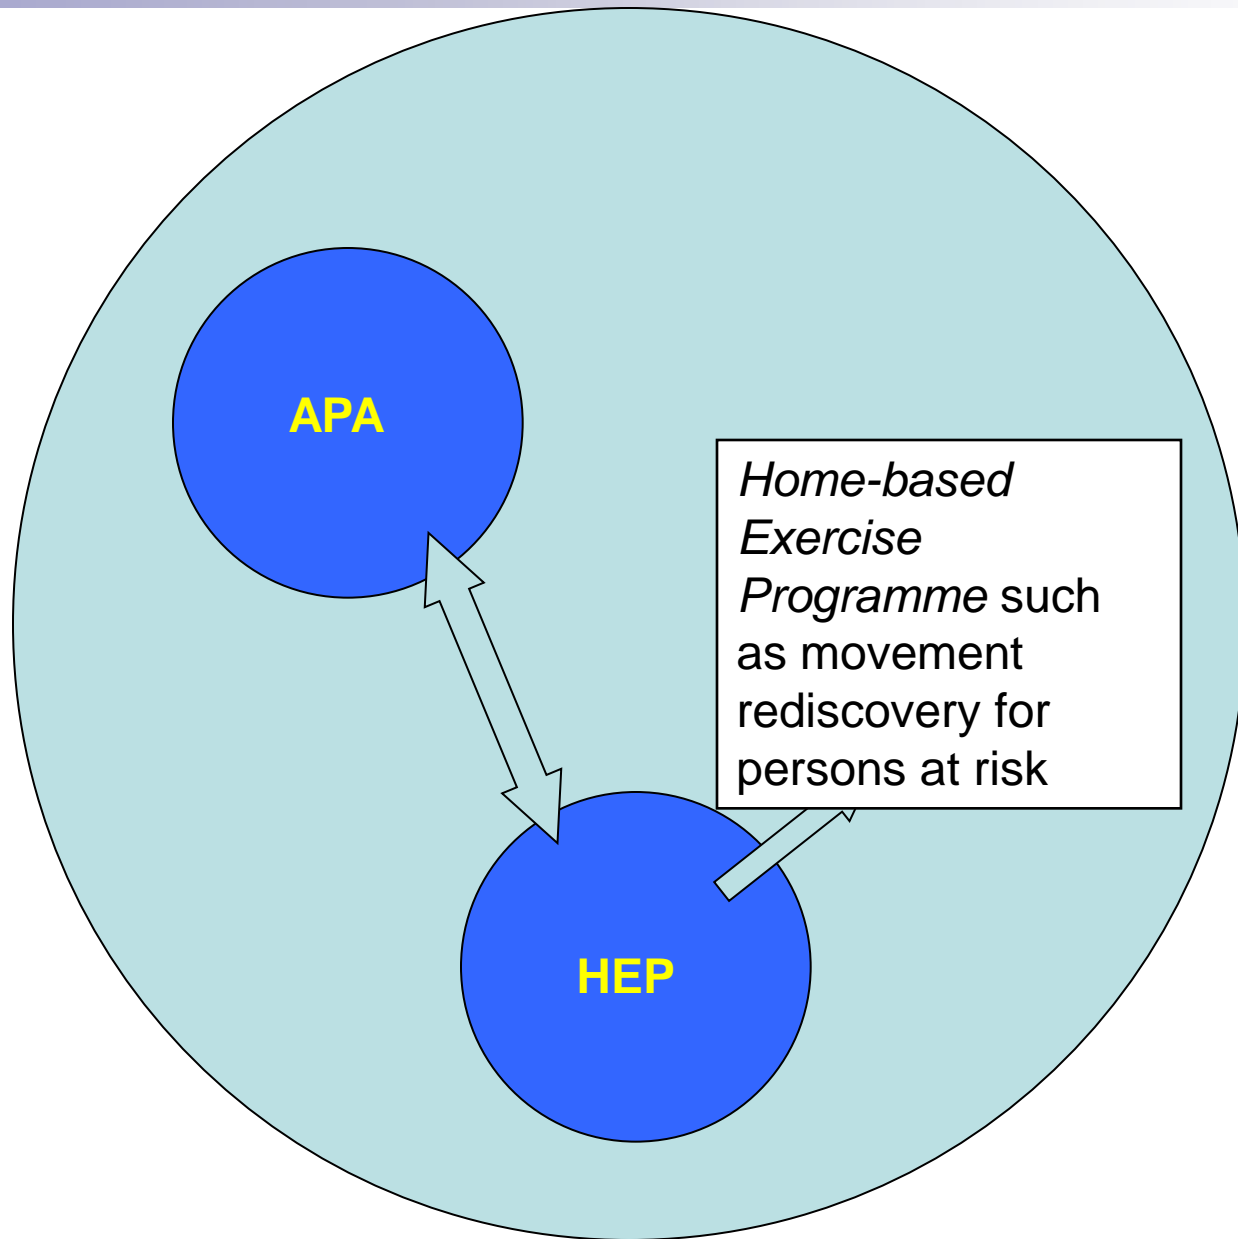 APA
Home-based
Exercise
Programme such
as movement
rediscovery for
persons at risk
HEP